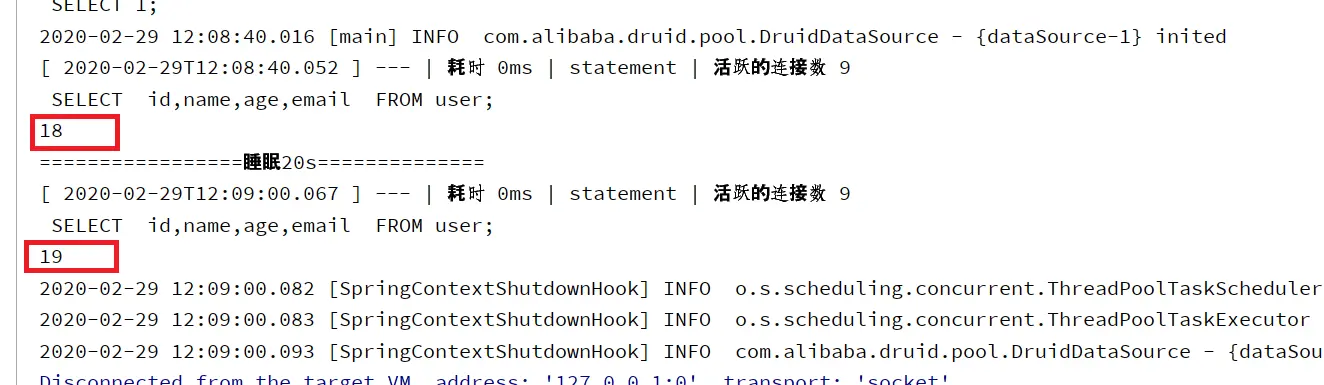 SELECT 1;
2020-02-29 12:08:40.016 [main] INFO  com.alibaba.druid.pool.DruidDataSource - {dataSource-1} inited
[ 2020-02-29T12:08:40.052 ] --- | 耗时 0ms | statement | 活跃的连接数 9
SELECT  id,name,age,email  FROM user;
18
=================睡眠20s==============
[ 2020-02-29T12:09:00.067 ] --- | 耗时 0ms | statement | 活跃的连接数 9
SELECT  id,name,age,email  FROM user;
19
2020-02-29 12:09:00.082 [SpringContextShutdownHook] INFO  o.s.scheduling.concurrent.ThreadPoolTaskScheduler
2020-02-29 12:09:00.083 [SpringContextShutdownHook] INFO  o.s.scheduling.concurrent.ThreadPoolTaskExecutor
2020-02-29 12:09:00.093 [SpringContextShutdownHook] INFO  com.alibaba.druid.pool.DruidDataSource - {dataSou
Disconnected from the target VM, address: '127.0.0.1:0', transport: 'socket'